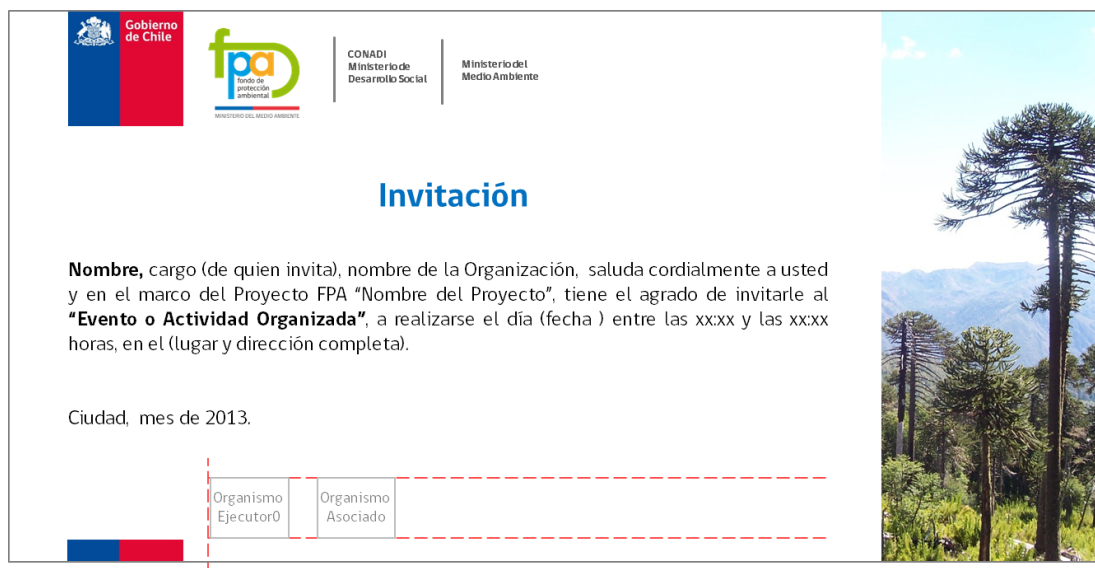 Gobierno
de Chile
fpa
fondo de
protección
ambiental
MINISTERIO DEL MEDIO AMBIENTE
CONADI
Ministerio de
Desarrollo Social
Ministerio del
Medio Ambiente
Invitación
Nombre, cargo (de quien invita), nombre de la Organización, saluda cordialmente a usted
y en el marco del Proyecto FPA “Nombre del Proyecto”, tiene el agrado de invitarle al
“Evento o Actividad Organizada”, a realizarse el día (fecha ) entre las xx:xx y las xx:xx
horas, en el (lugar y dirección completa).
Ciudad, mes de 2013.
Organismo
Ejecutor0
Organismo
Asociado